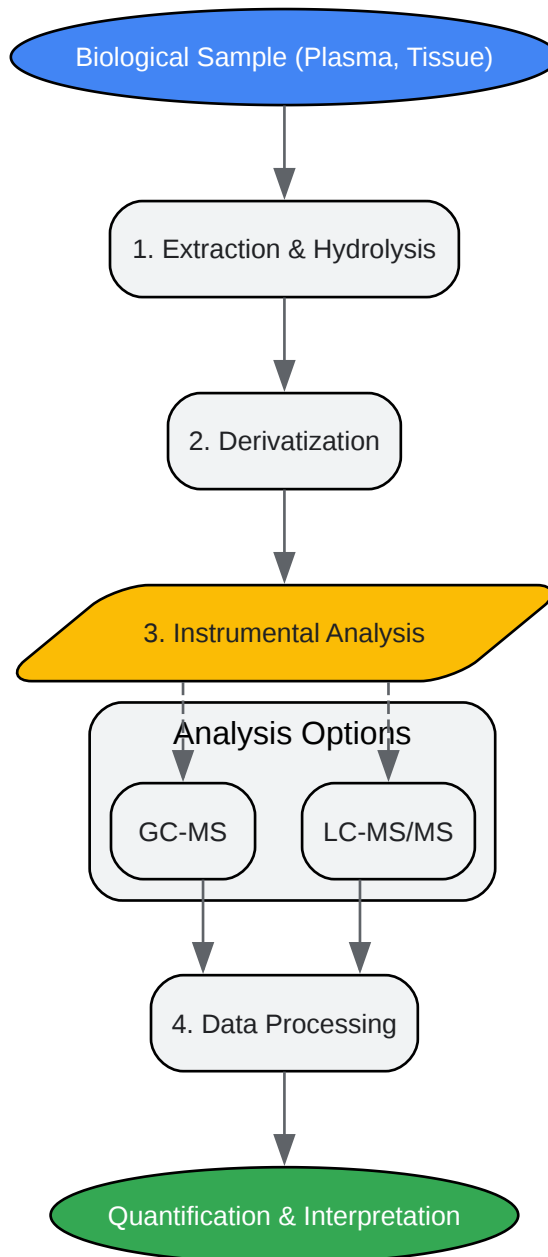 Biological Sample (Plasma, Tissue)
1. Extraction & Hydrolysis
2. Derivatization
3. Instrumental Analysis
Analysis Options
GC-MS
LC-MS/MS
4. Data Processing
Quantification & Interpretation